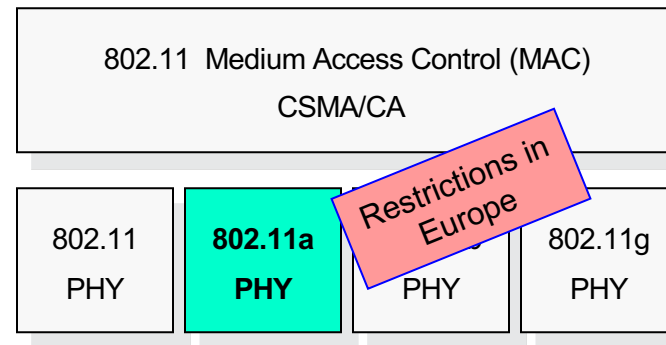 802.11 Medium Access Control (MAC)
CSMA/CA
Restrictions in
Europe
802.11
PHY
802.11a
PHY
PHY
802.11g
PHY